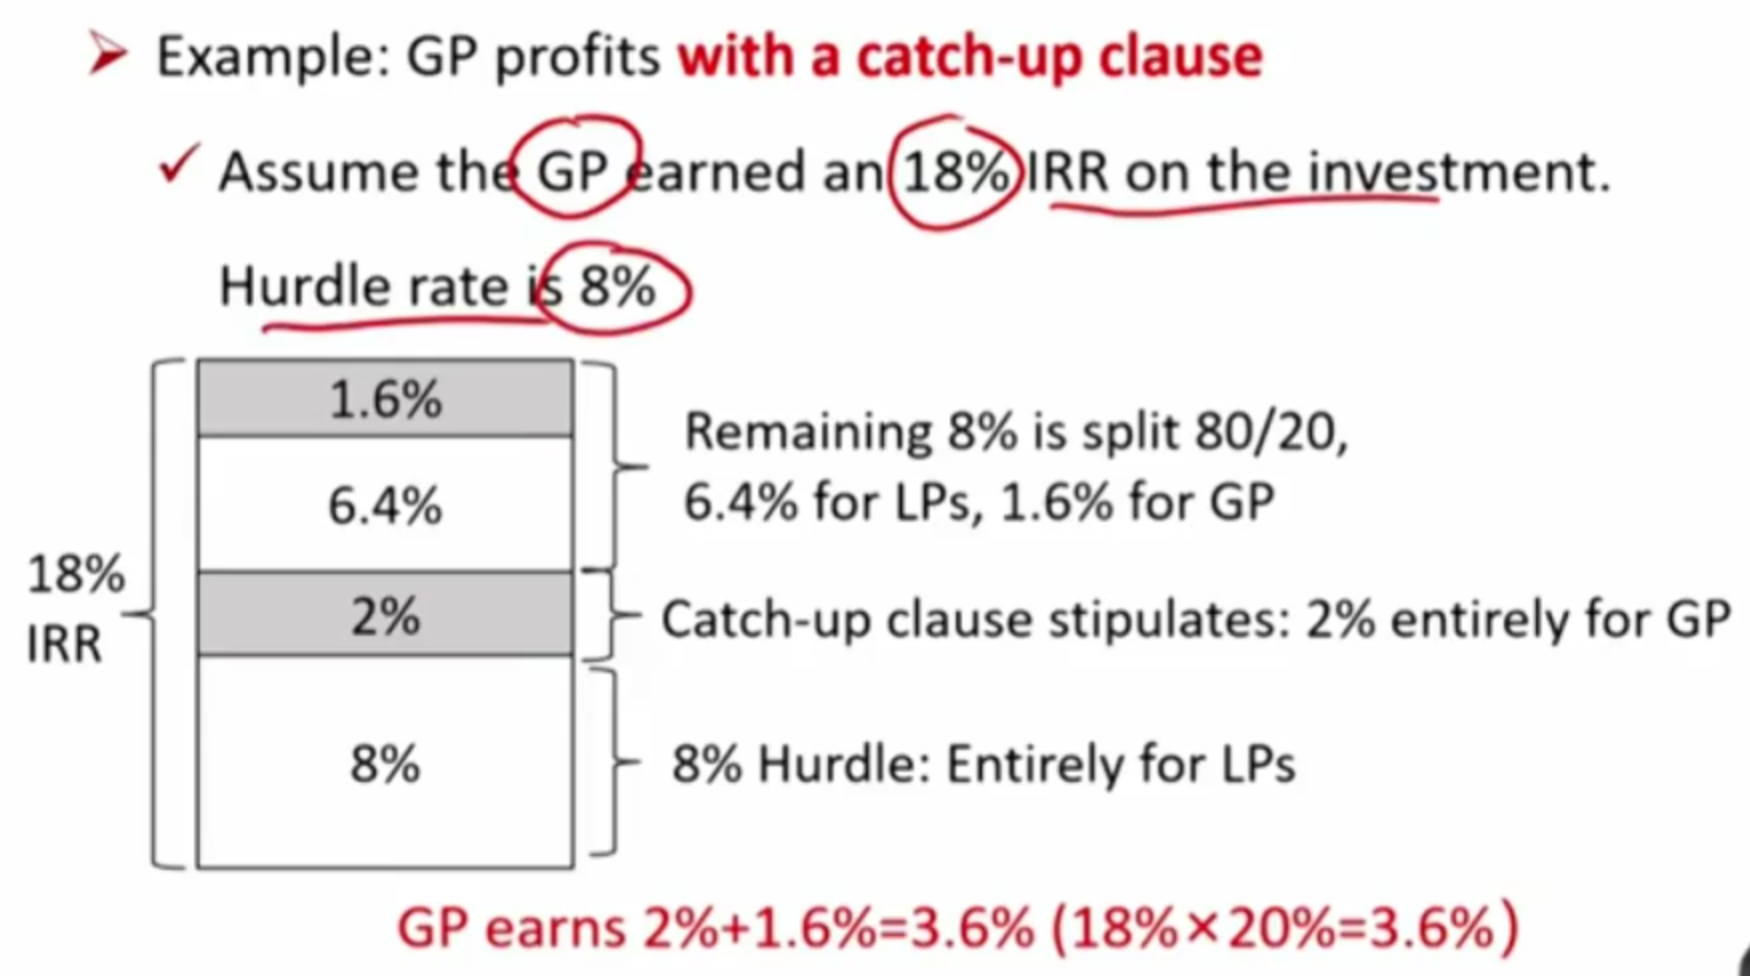 Example: GP profits with a catch-up clause
Assume the GP earned an 18% IRR on the investment.
Hurdle rate is 8%
18%
IRR
1.6%
6.4%
2%
8%
Remaining 8% is split 80/20,
6.4% for LPs, 1.6% for GP
Catch-up clause stipulates: 2% entirely for GP
8% Hurdle: Entirely for LPs
GP earns 2%+1.6%=3.6% (18%×20%=3.6%)